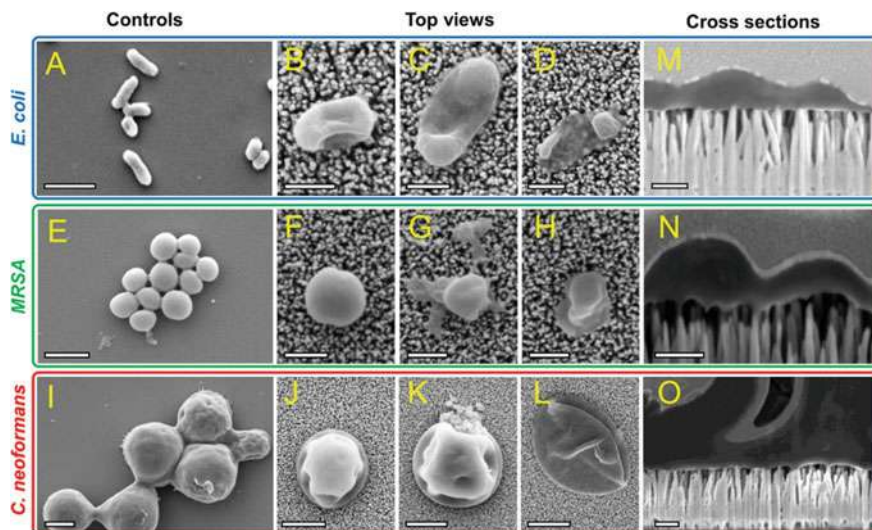 Controls Top views Cross sections
E. coli
A B C D M
MRSA
E F G H N
C. neoformans
I J K L O